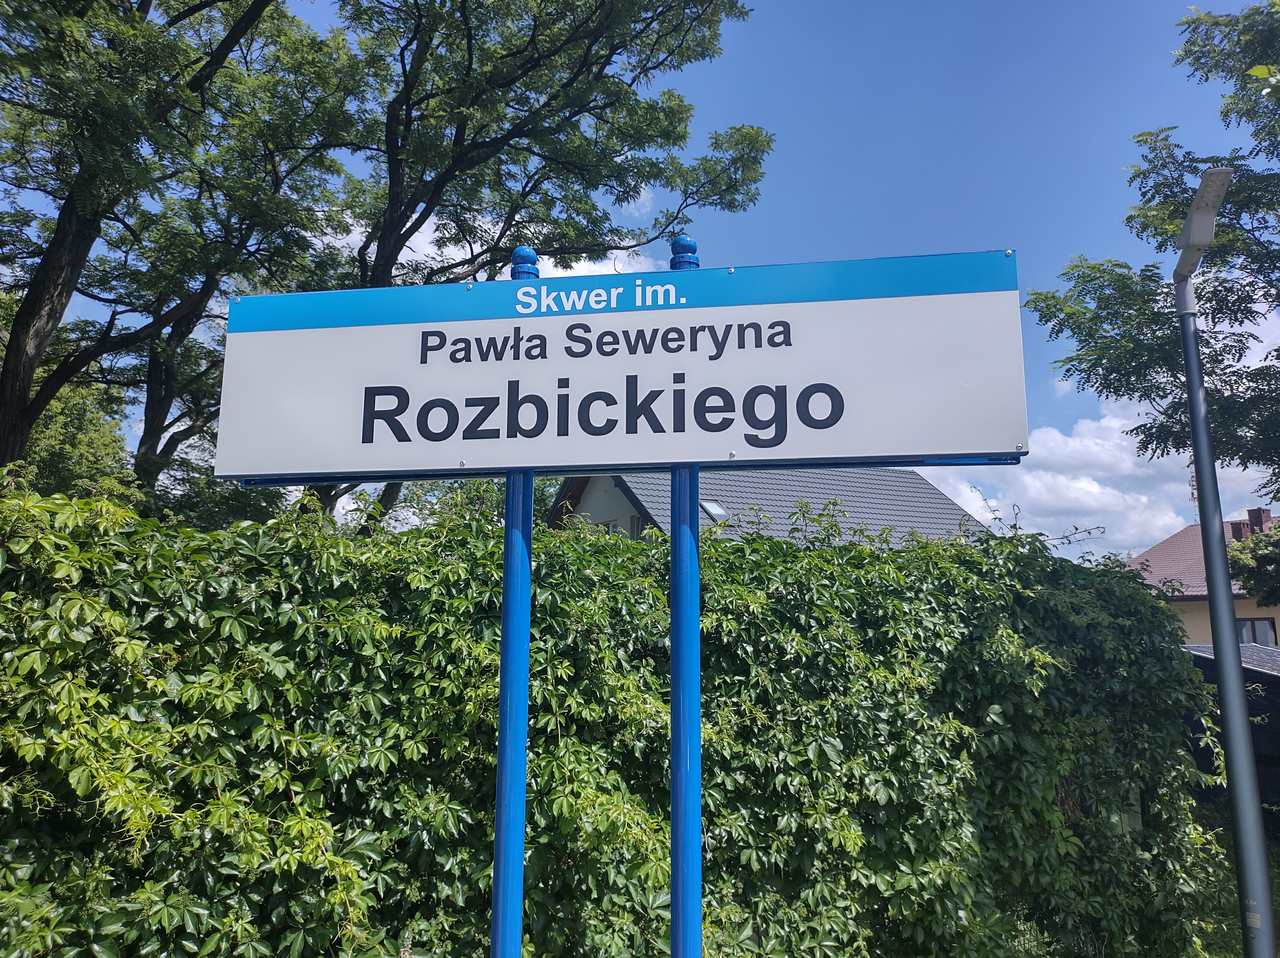 Skwer im.
Pawła Seweryna
Rozbickiego